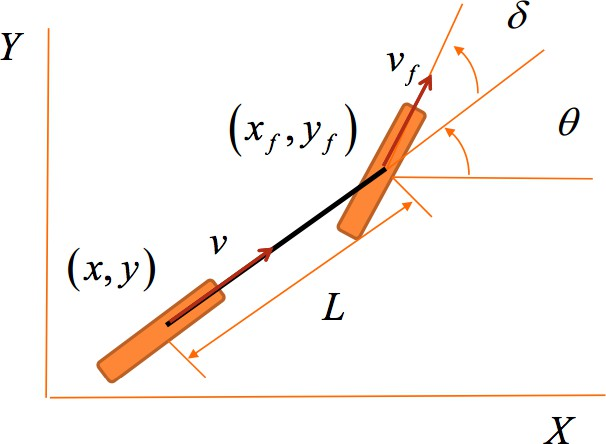 Y
δ
v_f
(x_f, y_f)
θ
v
(x, y)
L
X